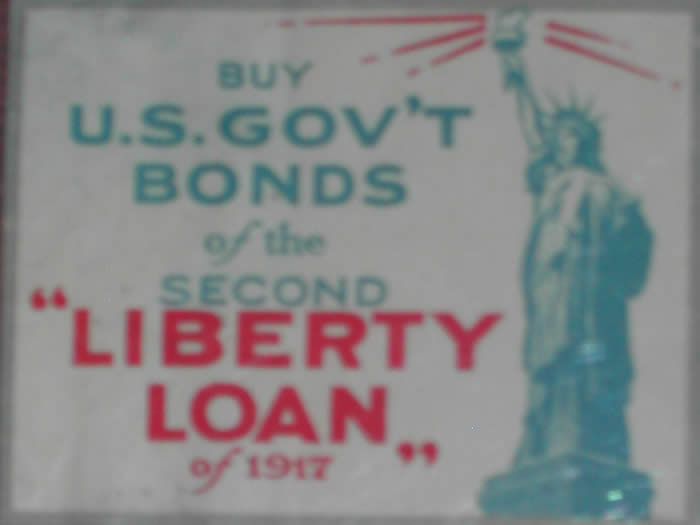 BUY
U.S. GOV'T
BONDS
of the
SECOND
"LIBERTY
LOAN
of 1917"